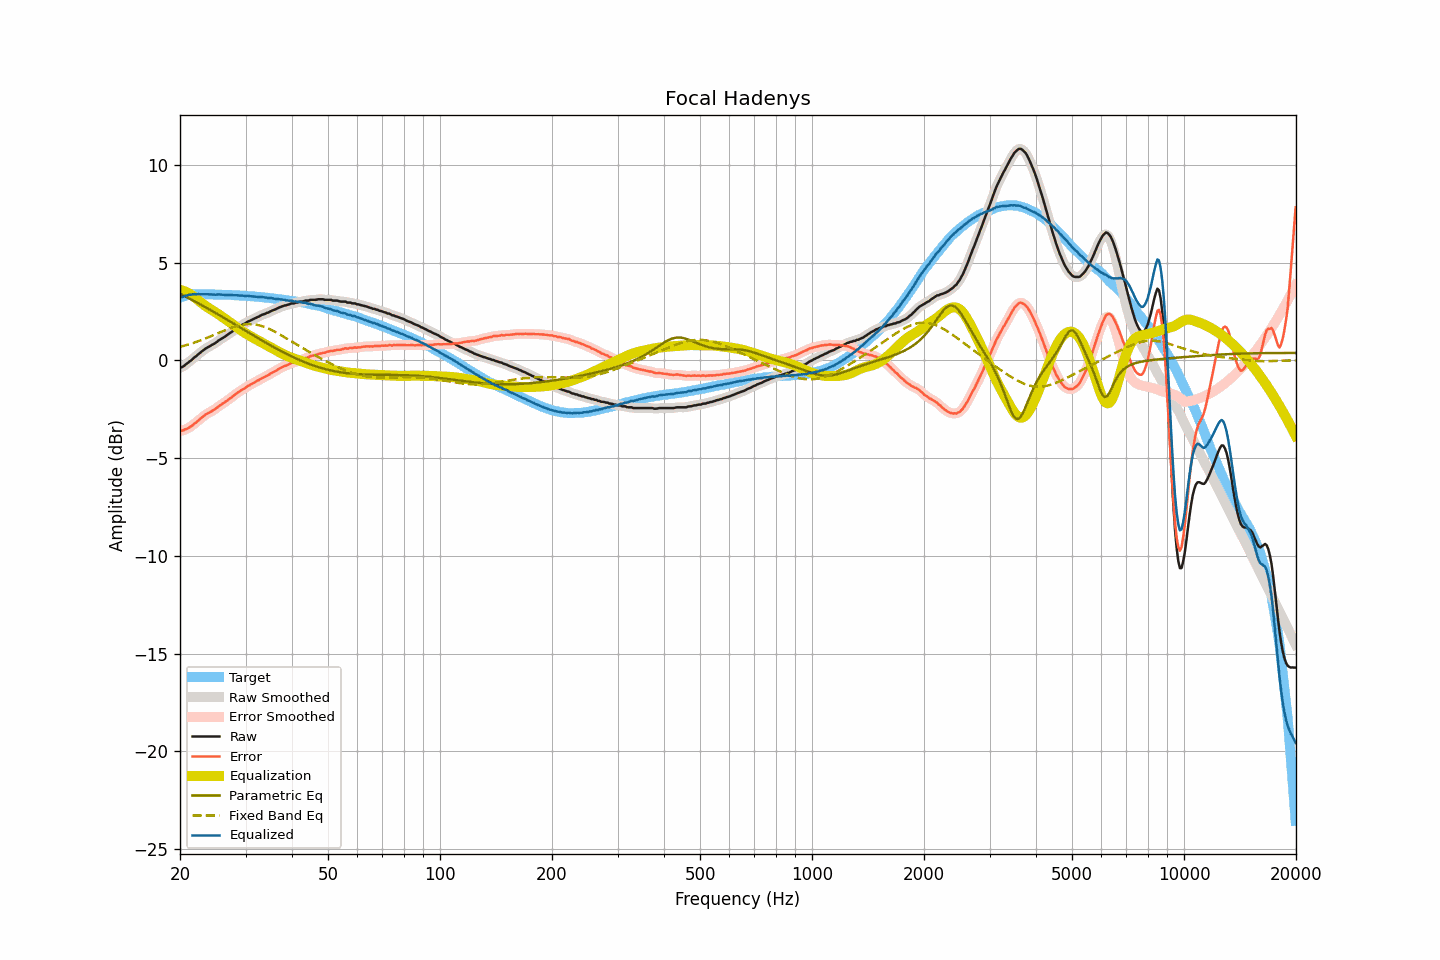 Focal Hadenys
Amplitude (dBr)
10
5
0
−5
−10
−15
−20
−25
Target
Raw Smoothed
Error Smoothed
Raw
Error
Equalization
Parametric Eq
Fixed Band Eq
Equalized
20 50 100 200 500 1000 2000 5000 10000 20000
Frequency (Hz)